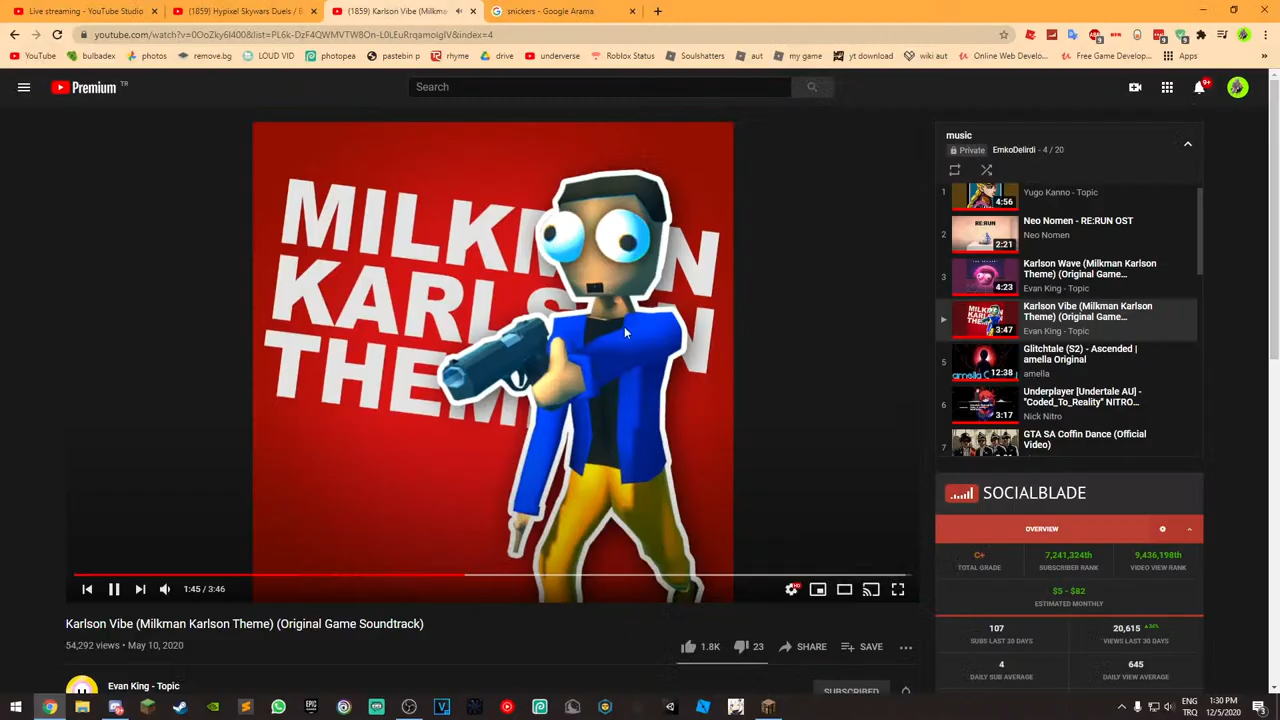 Live streaming - YouTube Studio
(1859) Hypixel Skywars Duels / B
(1859) Karlson Vibe (Milkma
snickers - Google Arama
youtube.com/watch?v=0OoZky6I400&list=PL6k-DzF4QWMVTW8On-L0LEuRrqamoIgIV&index=4
YouTube
bulbadex
photos
remove.bg
LOUD VID
photopea
pastebin p
rhyme
drive
underverse
Roblox Status
Soulshatters
aut
my game
yt download
wiki aut
Online Web Develo...
Free Game Develop...
Apps
Premium TR
Search
9+
MILKM N
KARLS N
THEM
music
Private EmkoDelirdi - 4 / 20
1
4:56
Yugo Kanno - Topic
2
RE:RUN
2:21
Neo Nomen - RE:RUN OST
Neo Nomen
3
4:23
Karlson Wave (Milkman Karlson
Theme) (Original Game...
Evan King - Topic
3:47
Karlson Vibe (Milkman Karlson
Theme) (Original Game...
Evan King - Topic
5
12:38
Glitchtale (S2) - Ascended |
amella Original
amella
6
3:17
Underplayer [Undertale AU] -
"Coded_To_Reality" NITRO...
Nick Nitro
7
GTA SA Coffin Dance (Official
Video)
SOCIALBLADE
OVERVIEW
C+ 7,241,324th 9,436,198th
TOTAL GRADE SUBSCRIBER RANK VIDEO VIEW RANK
$5 - $82
ESTIMATED MONTHLY
107 20,615
SUBS LAST 30 DAYS VIEWS LAST 30 DAYS
4 645
DAILY SUB AVERAGE DAILY VIEW AVERAGE
1:45 / 3:46
HD
Karlson Vibe (Milkman Karlson Theme) (Original Game Soundtrack)
54,292 views • May 10, 2020
1.8K 23 SHARE SAVE
Evan King - Topic
SUBSCRIBED
ENG 1:30 PM
TRQ 12/5/2020